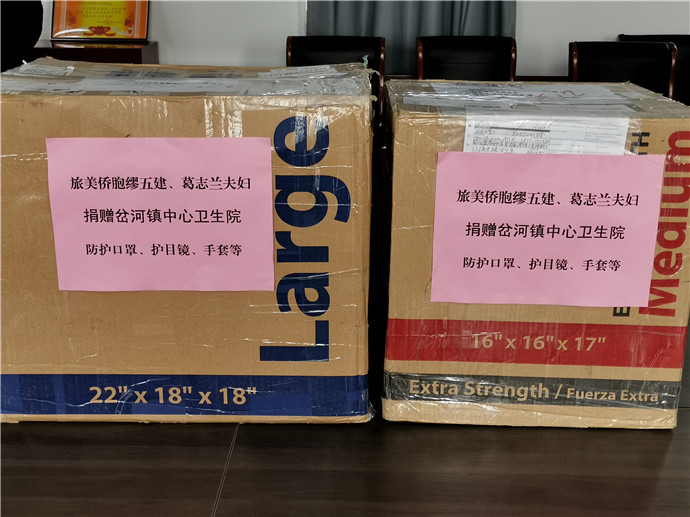 旅美侨胞缪五建、葛志兰夫妇
捐赠岔河镇中心卫生院
防护口罩、护目镜、手套等
Large
22" x 18" x 18"
旅美侨胞缪五建、葛志兰夫妇
捐赠岔河镇中心卫生院
防护口罩、护目镜、手套等
Medium
16" x 16" x 17"
Extra Strength / Fuerza Extra